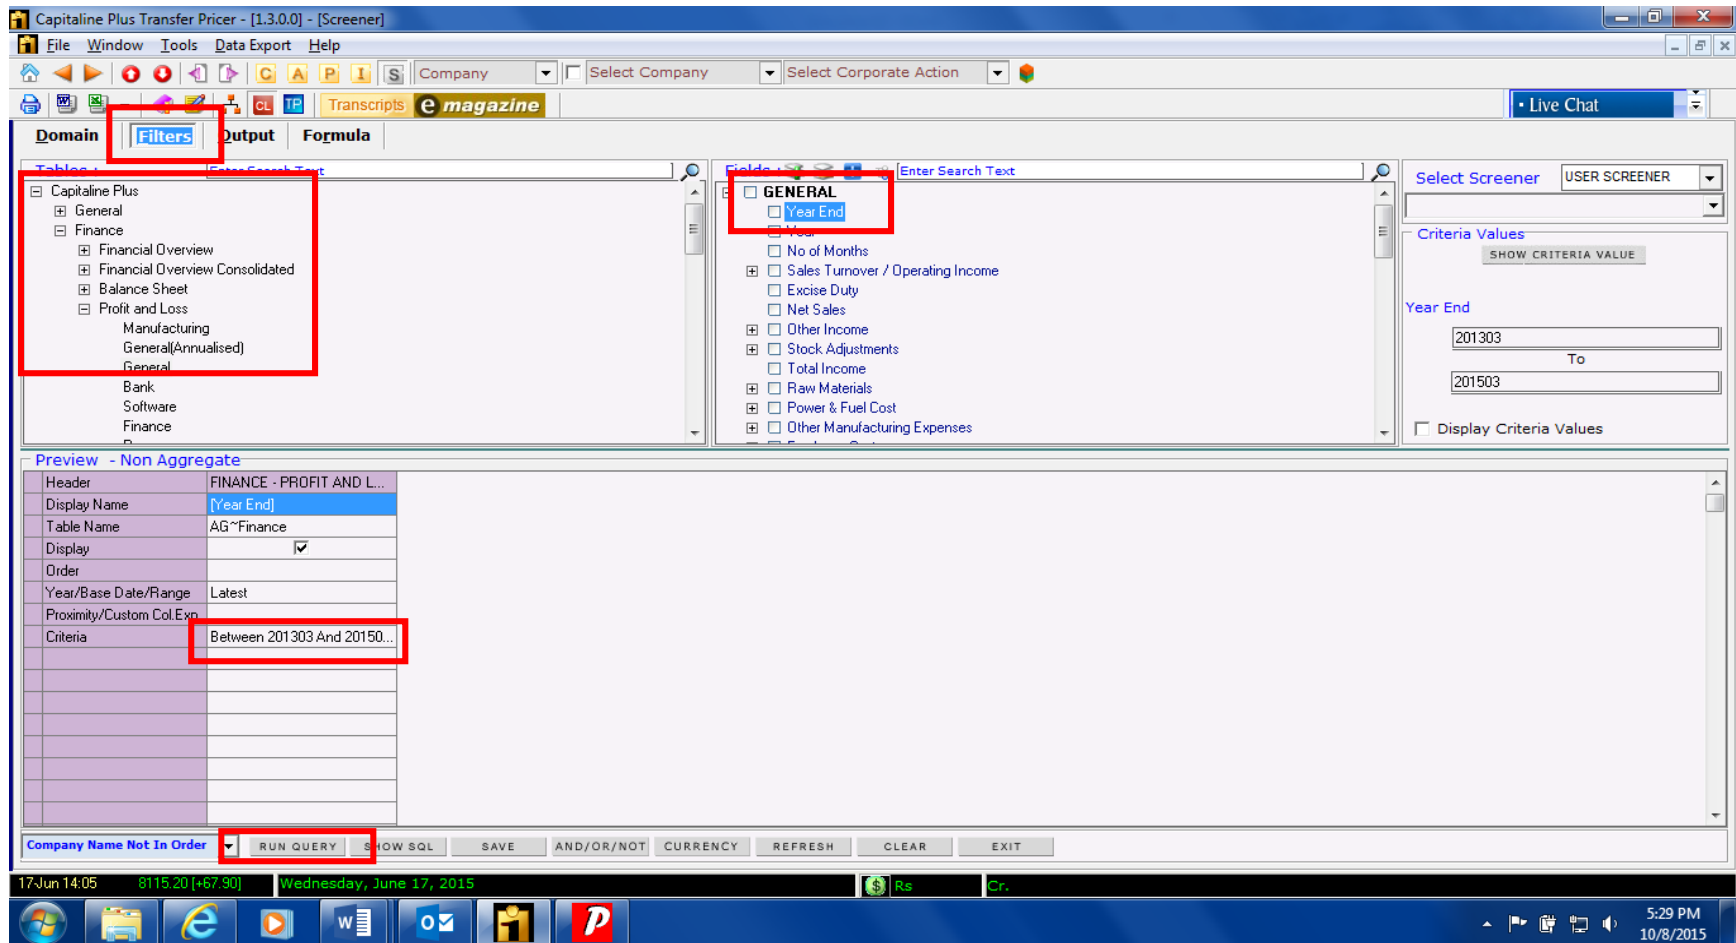 Capitaline Plus Transfer Pricer - [1.3.0.0] - [Screener]
File Window Tools Data Export Help
C A P I S Company Select Company Select Corporate Action
CL TP Transcripts e magazine • Live Chat
Domain Filters Output Formula
Tables : Enter Search Text
Fields : Enter Search Text
Capitaline Plus
General
Finance
Financial Overview
Financial Overview Consolidated
Balance Sheet
Profit and Loss
Manufacturing
General(Annualised)
General
Bank
Software
Finance
GENERAL
Year End
Year
No of Months
Sales Turnover / Operating Income
Excise Duty
Net Sales
Other Income
Stock Adjustments
Total Income
Raw Materials
Power & Fuel Cost
Other Manufacturing Expenses
Select Screener USER SCREENER
Criteria Values
SHOW CRITERIA VALUE
Year End
201303
To
201503
Display Criteria Values
Preview - Non Aggregate
Header FINANCE - PROFIT AND L...
Display Name [Year End]
Table Name AG~Finance
Display
Order
Year/Base Date/Range Latest
Proximity/Custom Col.Exp
Criteria Between 201303 And 20150...
Company Name Not In Order RUN QUERY SHOW SQL SAVE AND/OR/NOT CURRENCY REFRESH CLEAR EXIT
17-Jun 14:05 8115.20 [+67.90] Wednesday, June 17, 2015 $ Rs Cr.
5:29 PM
10/8/2015